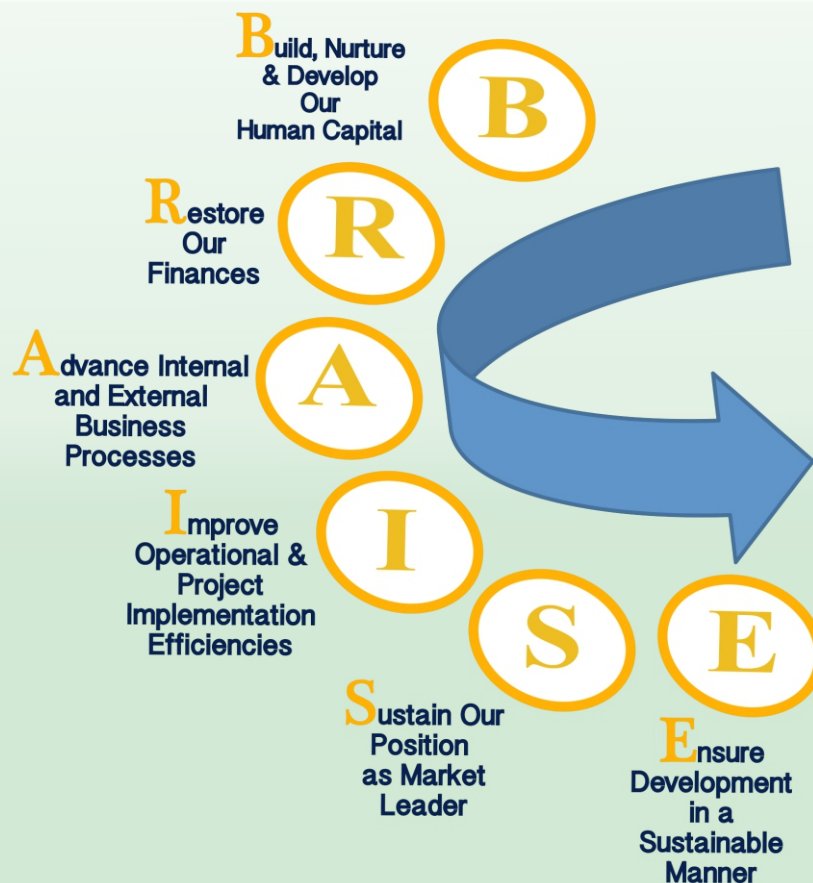 Build, Nurture
& Develop
Our
Human Capital
B
Restore
Our
Finances
R
Advance Internal
and External
Business
Processes
A
Improve
Operational &
Project
Implementation
Efficiencies
I
Sustain Our
Position
as Market
Leader
S
Ensure
Development
in a
Sustainable
Manner
E